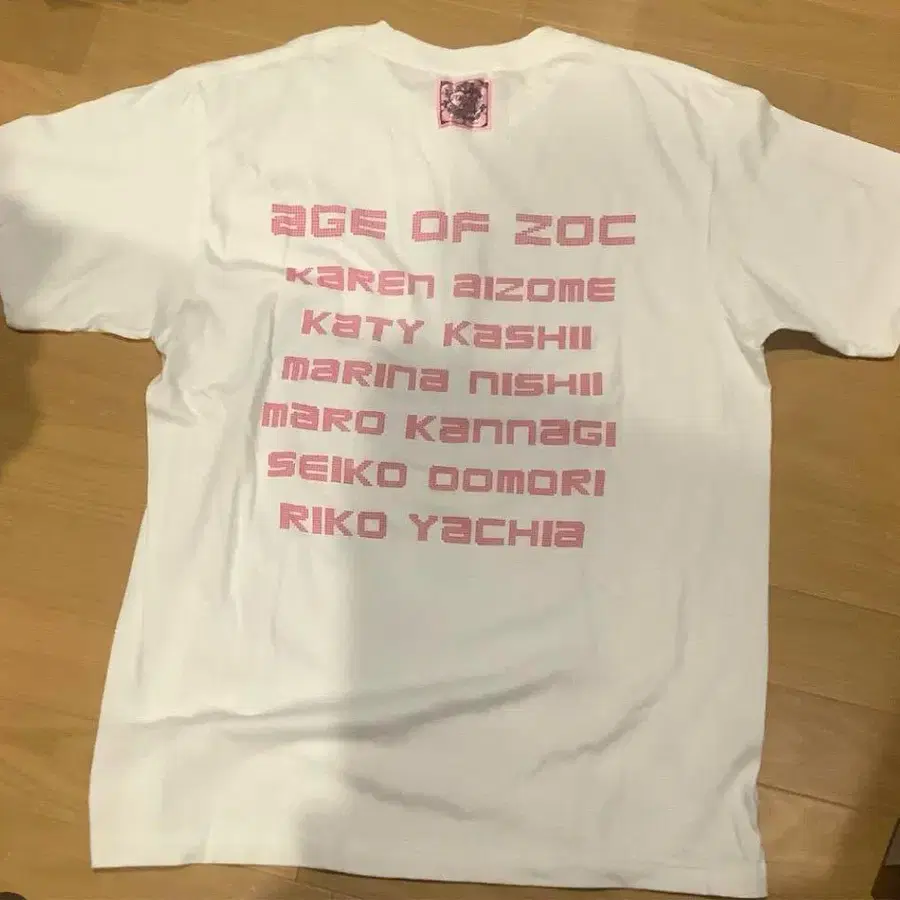 aGE OF ZOC
KaREn aIZOME
KaTY KaSHII
maRIna nISHII
maRO KannaGI
SEIKO OOMORI
RIKO YaCHIa